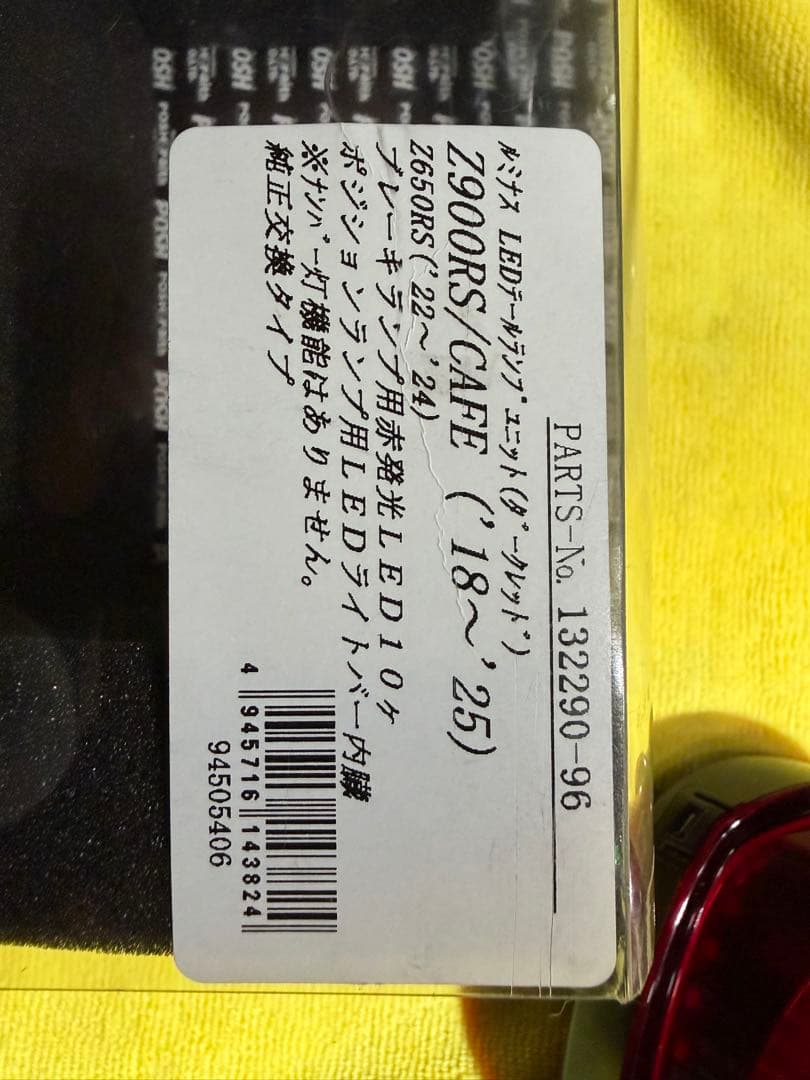 PARTS-No. 132290-96
ﾙﾐﾅｽ LEDﾃｰﾙﾗﾝﾌﾟﾕﾆｯﾄ(ﾀﾞｰｸﾚｯﾄﾞ)
Z900RS/CAFE ('18～'25)
Z650RS('22～'24)
ブレーキランプ用赤発光ＬＥＤ１０ヶ
ポジションランプ用ＬＥＤライトバー内臓
※ﾅﾝﾊﾞｰ灯機能はありません。
純正交換タイプ
4 945716 143824
94505406